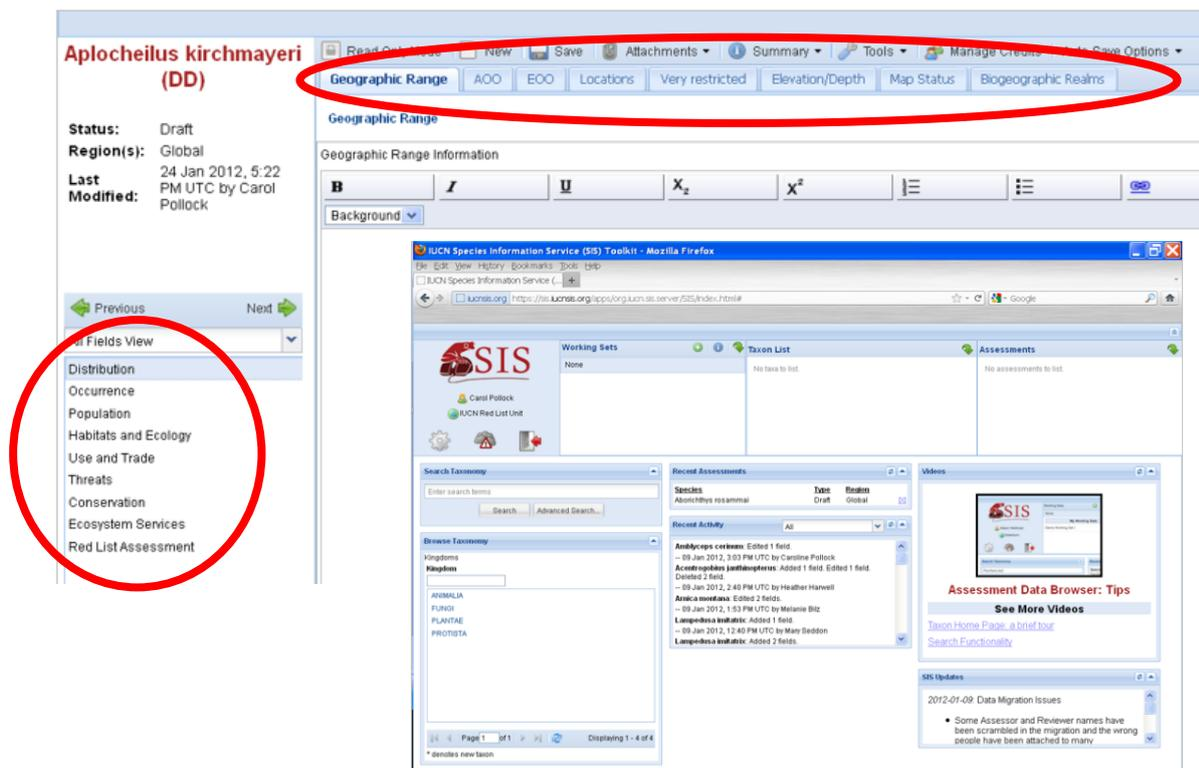 Aplocheilus kirchmayeri
(DD)
Status: Draft
Region(s): Global
Last Modified: 24 Jan 2012, 5:22 PM UTC by Carol Pollock
Previous Next
All Fields View
Distribution
Occurrence
Population
Habitats and Ecology
Use and Trade
Threats
Conservation
Ecosystem Services
Red List Assessment
Read Only Mode New Save Attachments Summary Tools Manage Credits Auto Save Options
Geographic Range AOO EOO Locations Very restricted Elevation/Depth Map Status Biogeographic Realms
Geographic Range
Geographic Range Information
B I U X2 X2
Background
IUCN Species Information Service (SIS) Toolkit - Mozilla Firefox
File Edit View History Bookmarks Tools Help
IUCN Species Information Service (...
iucnsis.org https://sis.iucnsis.org/apps/org.iucn.sis.server/SIS/index.html# Google
SIS
Carol Pollock
IUCN Red List Unit
Working Sets
None
Taxon List
No taxa to list.
Assessments
No assessments to list.
Search Taxonomy
Enter search terms
Search Advanced Search...
Browse Taxonomy
Kingdoms
Kingdom
ANIMALIA
FUNGI
PLANTAE
PROTISTA
Page 1 of 1 Displaying 1 - 4 of 4
* denotes new taxon
Recent Assessments
Species Type Region
Aborichthys rosammai Draft Global
Recent Activity All
Amblyceps cerinum: Edited 1 field.
-- 09 Jan 2012, 3:03 PM UTC by Caroline Pollock
Acentrogobius janthinopterus: Added 1 field. Edited 1 field.
Deleted 2 field.
-- 09 Jan 2012, 2:40 PM UTC by Heather Harwell
Arnica montana: Edited 2 fields.
-- 09 Jan 2012, 1:53 PM UTC by Melanie Bilz
Lampedusa imitatrix: Added 1 field.
-- 09 Jan 2012, 12:40 PM UTC by Mary Seddon
Lampedusa imitatrix: Added 2 fields.
Videos
SIS
Assessment Data Browser: Tips
See More Videos
Taxon Home Page: a brief tour
Search Functionality
SIS Updates
2012-01-09: Data Migration Issues
• Some Assessor and Reviewer names have
been scrambled in the migration and the wrong
people have been attached to many